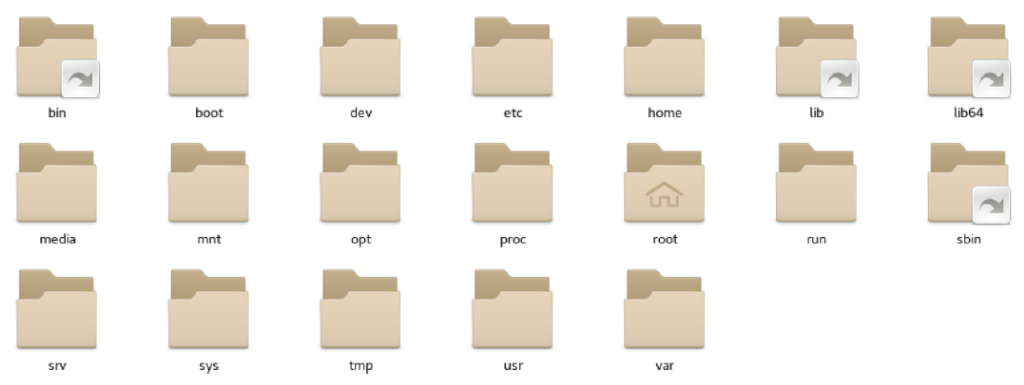 bin boot dev etc home lib lib64
media mnt opt proc root run sbin
srv sys tmp usr var